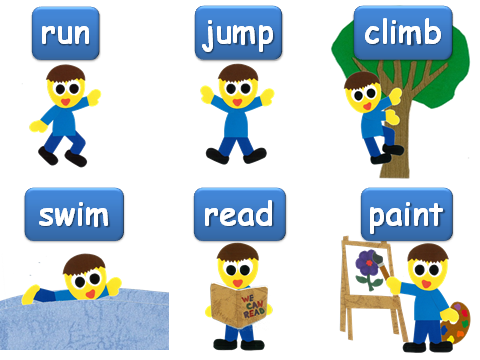 run
jump
climb
swim
read
paint
WE
CAN
READ